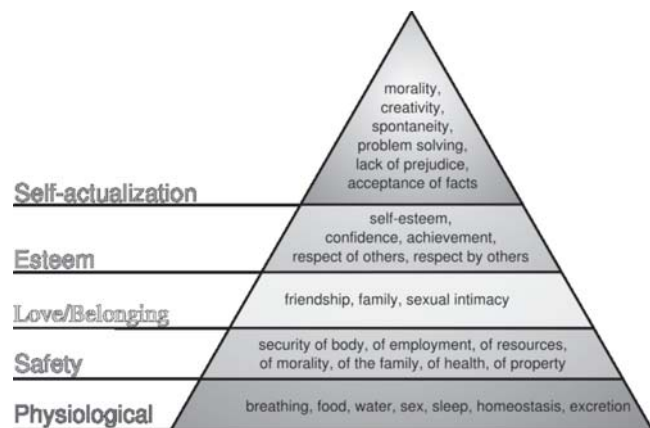 morality,
creativity,
spontaneity,
problem solving,
lack of prejudice,
acceptance of facts
Self-actualization
self-esteem,
confidence, achievement,
respect of others, respect by others
Esteem
friendship, family, sexual intimacy
Love/Belonging
security of body, of employment, of resources,
of morality, of the family, of health, of property
Safety
breathing, food, water, sex, sleep, homeostasis, excretion
Physiological